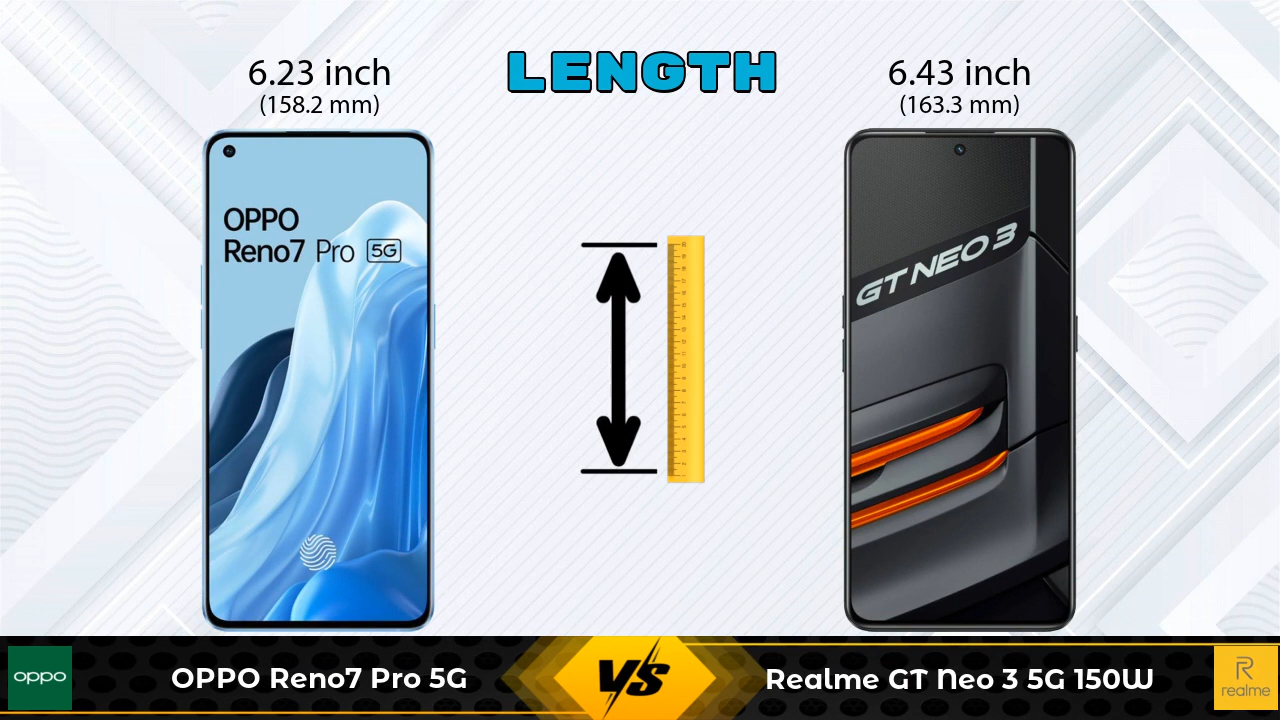 LENGTH
6.23 inch
(158.2 mm)
6.43 inch
(163.3 mm)
OPPO
Reno7 Pro 5G
GT NEO 3
oppo
OPPO Reno7 Pro 5G
VS
Realme GT Neo 3 5G 150W
R
realme